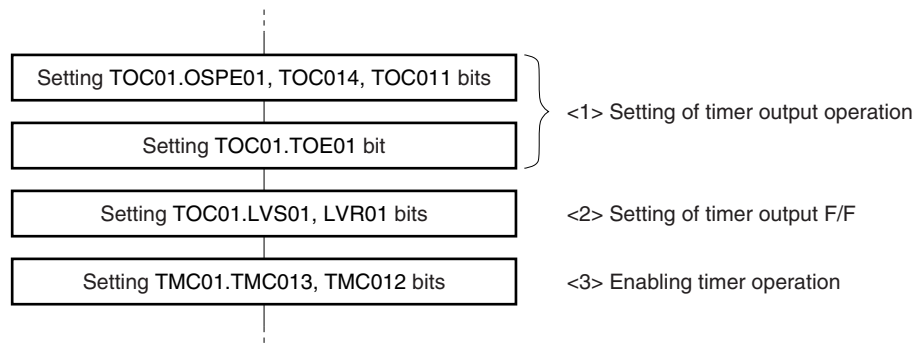 Setting TOC01.OSPE01, TOC014, TOC011 bits
<1> Setting of timer output operation
Setting TOC01.TOE01 bit
Setting TOC01.LVS01, LVR01 bits
<2> Setting of timer output F/F
Setting TMC01.TMC013, TMC012 bits
<3> Enabling timer operation